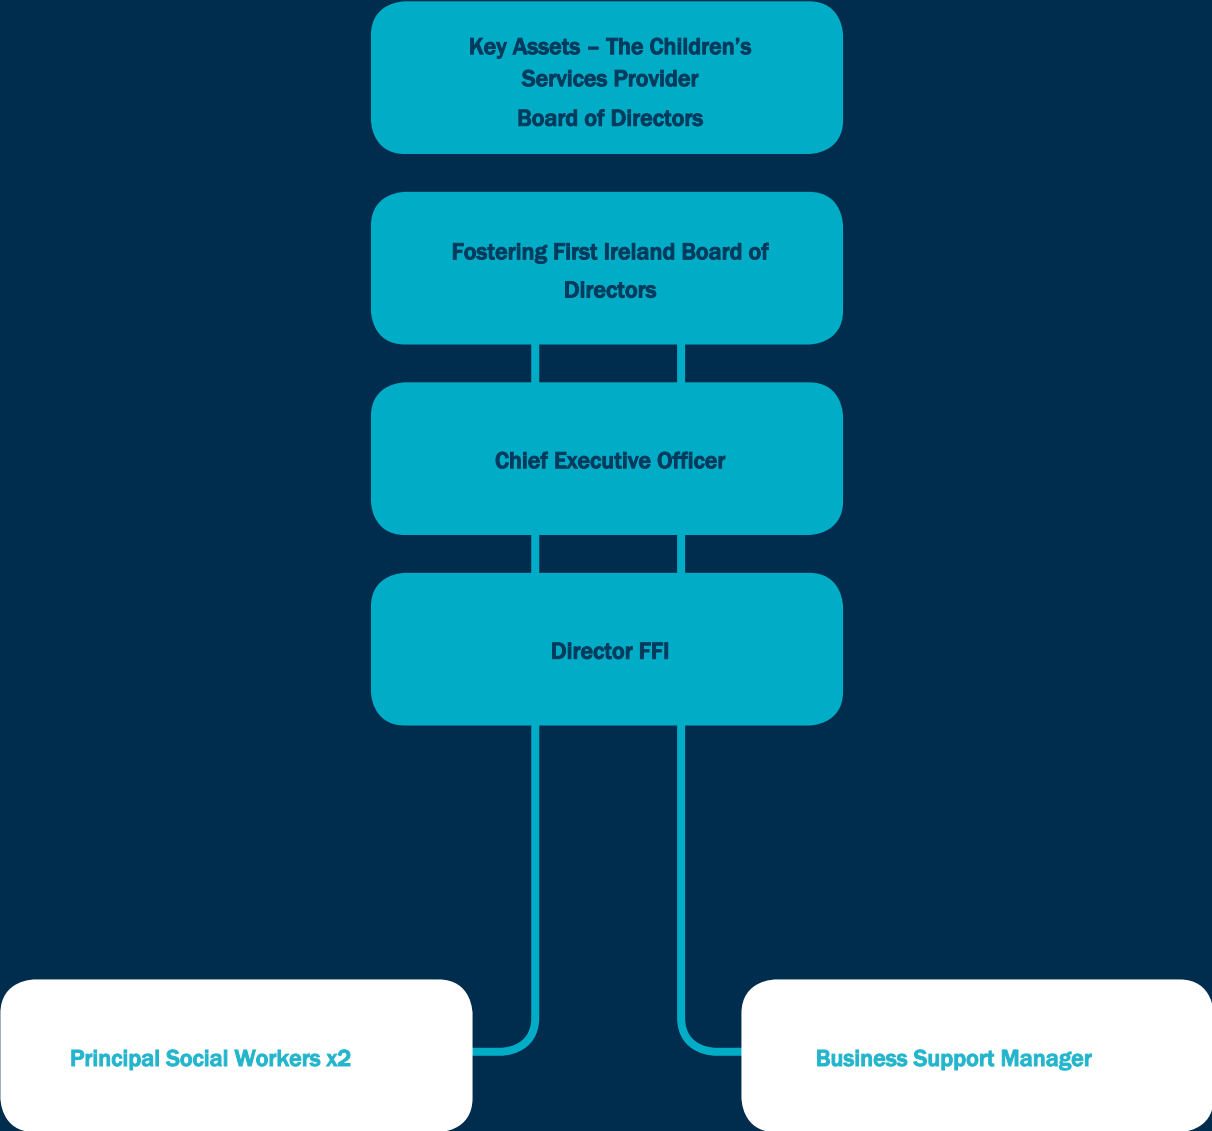 Key Assets – The Children’s
Services Provider
Board of Directors
Fostering First Ireland Board of
Directors
Chief Executive Officer
Director FFI
Principal Social Workers x2
Business Support Manager